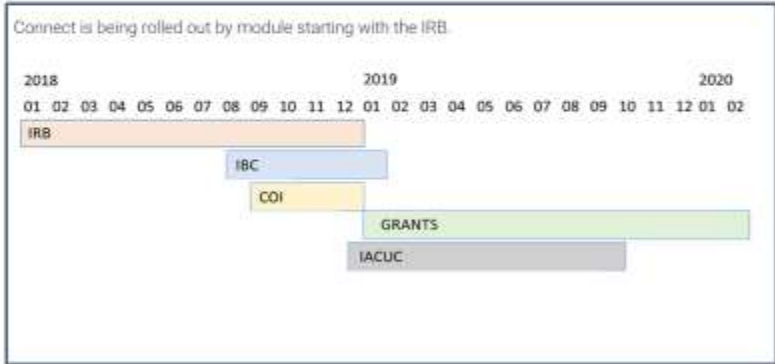 Connect is being rolled out by module starting with the IRB.
2018 2019 2020
01 02 03 04 05 06 07 08 09 10 11 12 01 02 03 04 05 06 07 08 09 10 11 12 01 02
IRB
IBC
COI
GRANTS
IACUC